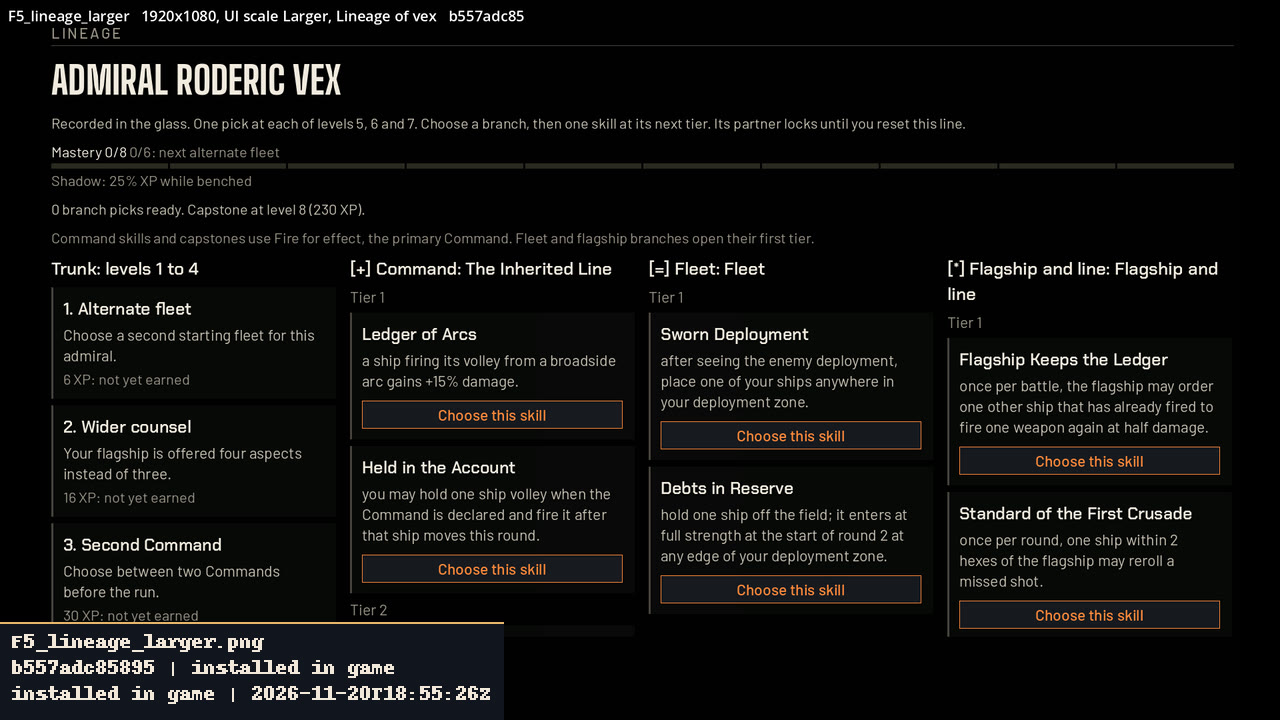 F5_lineage_larger 1920x1080, UI scale Larger, Lineage of vex b557adc85
LINEAGE
ADMIRAL RODERIC VEX
Recorded in the glass. One pick at each of levels 5, 6 and 7. Choose a branch, then one skill at its next tier. Its partner locks until you reset this line.
Mastery 0/8 0/6: next alternate fleet
Shadow: 25% XP while benched
0 branch picks ready. Capstone at level 8 (230 XP).
Command skills and capstones use Fire for effect, the primary Command. Fleet and flagship branches open their first tier.
Trunk: levels 1 to 4
1. Alternate fleet
Choose a second starting fleet for this
admiral.
6 XP: not yet earned
2. Wider counsel
Your flagship is offered four aspects
instead of three.
16 XP: not yet earned
3. Second Command
Choose between two Commands
before the run.
30 XP: not yet earned
[+] Command: The Inherited Line
Tier 1
Ledger of Arcs
a ship firing its volley from a broadside
arc gains +15% damage.
Choose this skill
Held in the Account
you may hold one ship volley when the
Command is declared and fire it after
that ship moves this round.
Choose this skill
Tier 2
[=] Fleet: Fleet
Tier 1
Sworn Deployment
after seeing the enemy deployment,
place one of your ships anywhere in
your deployment zone.
Choose this skill
Debts in Reserve
hold one ship off the field; it enters at
full strength at the start of round 2 at
any edge of your deployment zone.
Choose this skill
[*] Flagship and line: Flagship and
line
Tier 1
Flagship Keeps the Ledger
once per battle, the flagship may order
one other ship that has already fired to
fire one weapon again at half damage.
Choose this skill
Standard of the First Crusade
once per round, one ship within 2
hexes of the flagship may reroll a
missed shot.
Choose this skill
F5_lineage_larger.png
b557adc85895 | installed in game
installed in game | 2026-11-20T18:55:26Z